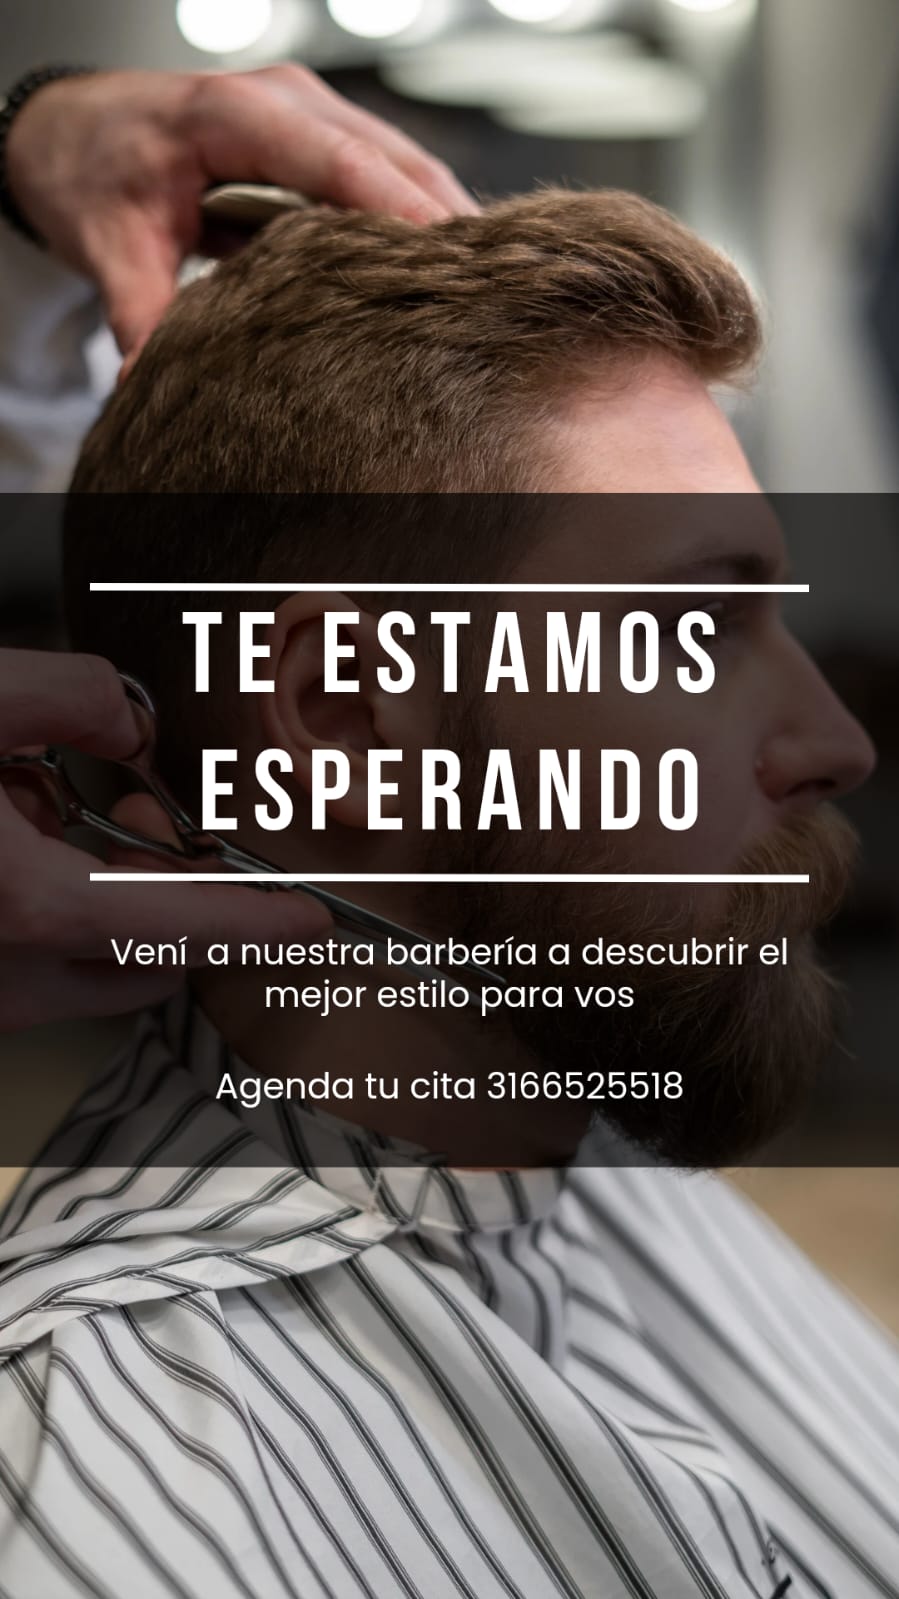 TE ESTAMOS
ESPERANDO
Vení  a nuestra barbería a descubrir el
mejor estilo para vos
Agenda tu cita 3166525518